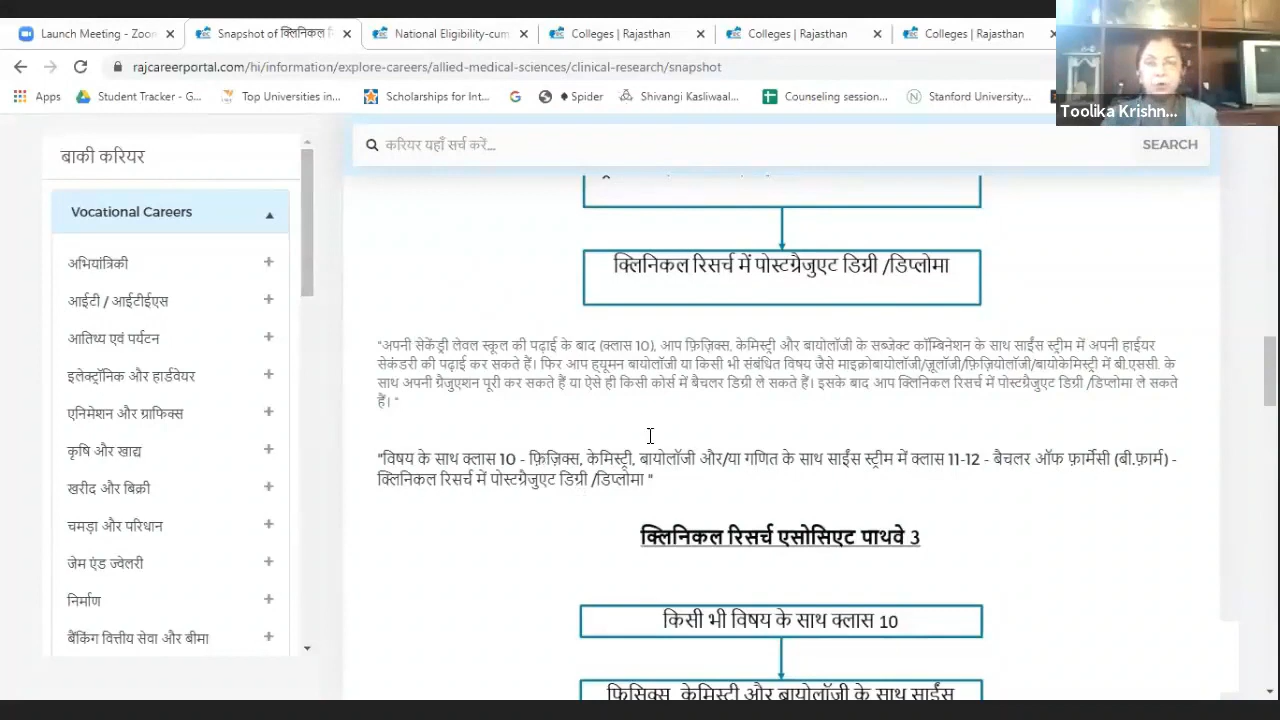 Launch Meeting - Zoon
Snapshot of क्लिनिकल
National Eligibility-cum
Colleges | Rajasthan
Colleges | Rajasthan
Colleges | Rajasthan
rajcareerportal.com/hi/information/explore-careers/allied-medical-sciences/clinical-research/snapshot
Apps
Student Tracker - G...
Top Universities in...
Scholarships for Int...
Spider
Shivangi Kasliwaal...
Counseling session...
Stanford University...
Toolika Krishn...
बाकी करियर
Vocational Careers
अभियांत्रिकी
आईटी / आईटीईएस
आतिथ्य एवं पर्यटन
इलेक्ट्रॉनिक और हार्डवेयर
एनिमेशन और ग्राफिक्स
कृषि और खाद्य
खरीद और बिक्री
चमड़ा और परिधान
जेम एंड ज्वेलरी
निर्माण
बैंकिंग वित्तीय सेवा और बीमा
करियर यहाँ सर्च करें...
SEARCH
क्लिनिकल रिसर्च में पोस्टग्रैजुएट डिग्री /डिप्लोमा
"अपनी सेकेंड्री लेवल स्कूल की पढ़ाई के बाद (क्लास 10), आप फ़िज़िक्स, केमिस्ट्री और बायोलॉजी के सब्जेक्ट कॉम्बिनेशन के साथ साईंस स्ट्रीम में अपनी हाईयर
सेकंडरी की पढ़ाई कर सकते हैं। फिर आप ह्यूमन बायोलॉजी या किसी भी संबंधित विषय जैसे माइक्रोबायोलॉजी/ज़ूलॉजी/फ़िज़ियोलॉजी/बायोकेमिस्ट्री में बी.एससी. के
साथ अपनी ग्रैजुएशन पूरी कर सकते हैं या ऐसे ही किसी कोर्स में बैचलर डिग्री ले सकते हैं। इसके बाद आप क्लिनिकल रिसर्च में पोस्टग्रैजुएट डिग्री /डिप्लोमा ले सकते
हैं। "
"विषय के साथ क्लास 10 - फ़िज़िक्स, केमिस्ट्री, बायोलॉजी और/या गणित के साथ साईंस स्ट्रीम में क्लास 11-12 - बैचलर ऑफ फ़ार्मेसी (बी.फ़ार्म) -
क्लिनिकल रिसर्च में पोस्टग्रैजुएट डिग्री /डिप्लोमा "
क्लिनिकल रिसर्च एसोसिएट पाथवे 3
किसी भी विषय के साथ क्लास 10
फिसिक्स, केमिस्ट्री और बायोलॉजी के साथ साईंस